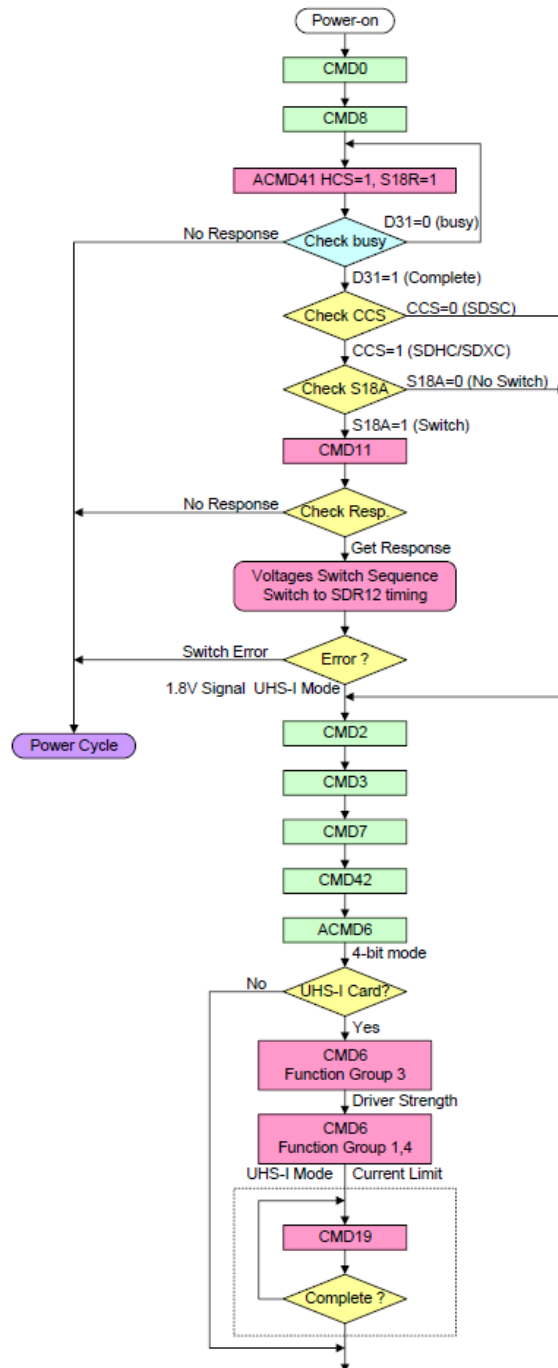 Power-on
CMD0
CMD8
ACMD41 HCS=1, S18R=1
D31=0 (busy)
No Response
Check busy
D31=1 (Complete)
Check CCS
CCS=0 (SDSC)
CCS=1 (SDHC/SDXC)
Check S18A
S18A=0 (No Switch)
S18A=1 (Switch)
CMD11
No Response
Check Resp.
Get Response
Voltages Switch Sequence
Switch to SDR12 timing
Switch Error
Error ?
1.8V Signal UHS-I Mode
CMD2
Power Cycle
CMD3
CMD7
CMD42
ACMD6
4-bit mode
No
UHS-I Card?
Yes
CMD6
Function Group 3
Driver Strength
CMD6
Function Group 1,4
UHS-I Mode
Current Limit
CMD19
Complete ?